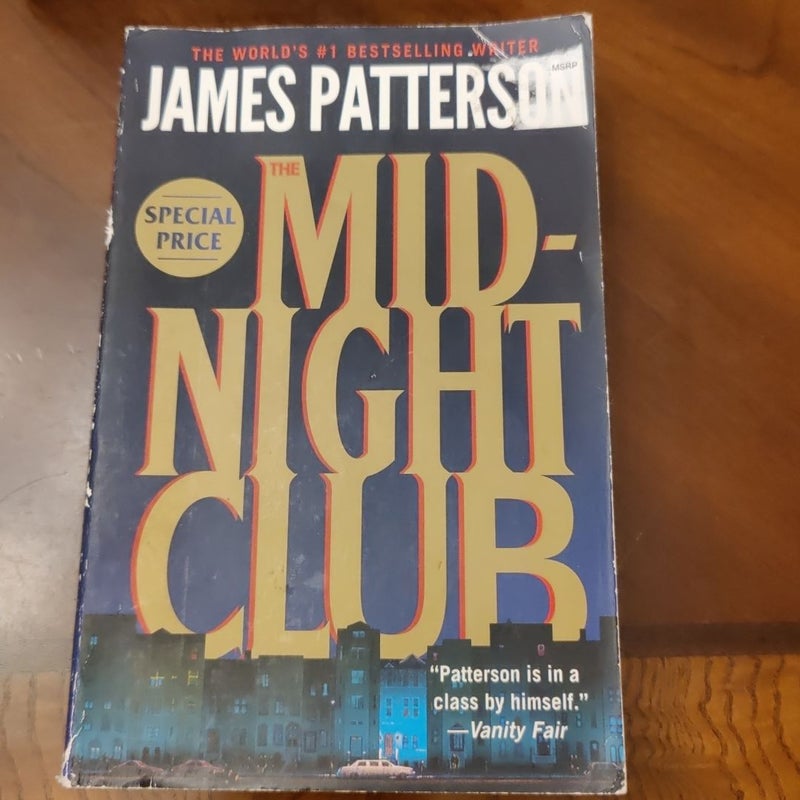 THE WORLD'S #1 BESTSELLING WRITER
JAMES PATTERSON
MSRP
THE
MID-
NIGHT
CLUB
SPECIAL
PRICE
"Patterson is in a
class by himself."
—Vanity Fair